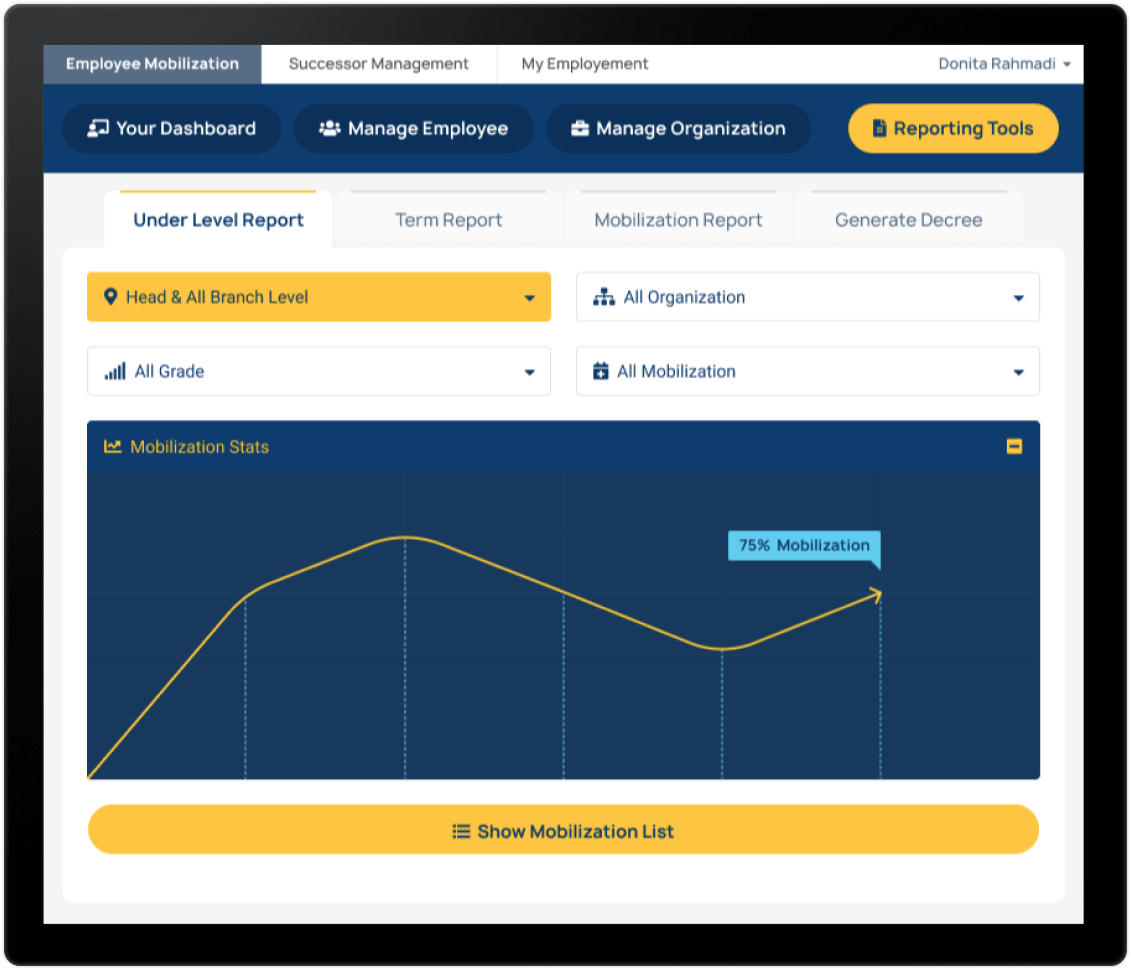 Employee Mobilization Successor Management My Employement Donita Rahmadi
Your Dashboard Manage Employee Manage Organization Reporting Tools
Under Level Report Term Report Mobilization Report Generate Decree
Head & All Branch Level All Organization
All Grade All Mobilization
Mobilization Stats
75% Mobilization
Show Mobilization List